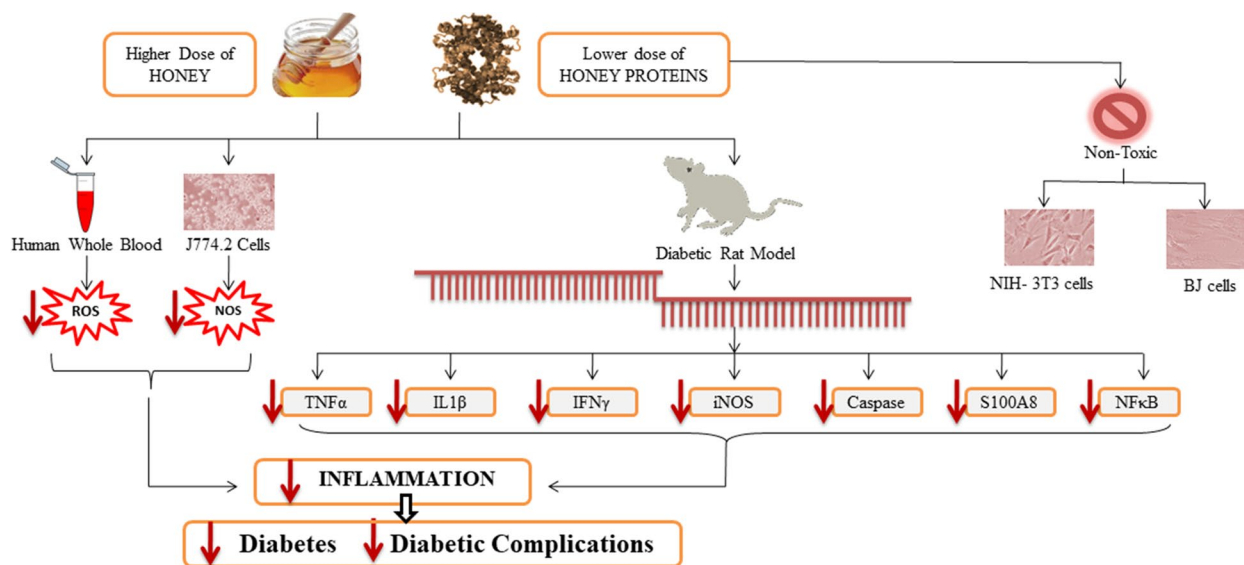 Higher Dose of
HONEY
Lower dose of
HONEY PROTEINS
Non-Toxic
Human Whole Blood
J774.2 Cells
Diabetic Rat Model
NIH- 3T3 cells
BJ cells
ROS
NOS
TNFα
IL1β
IFNγ
iNOS
Caspase
S100A8
NFκB
INFLAMMATION
Diabetes
Diabetic Complications